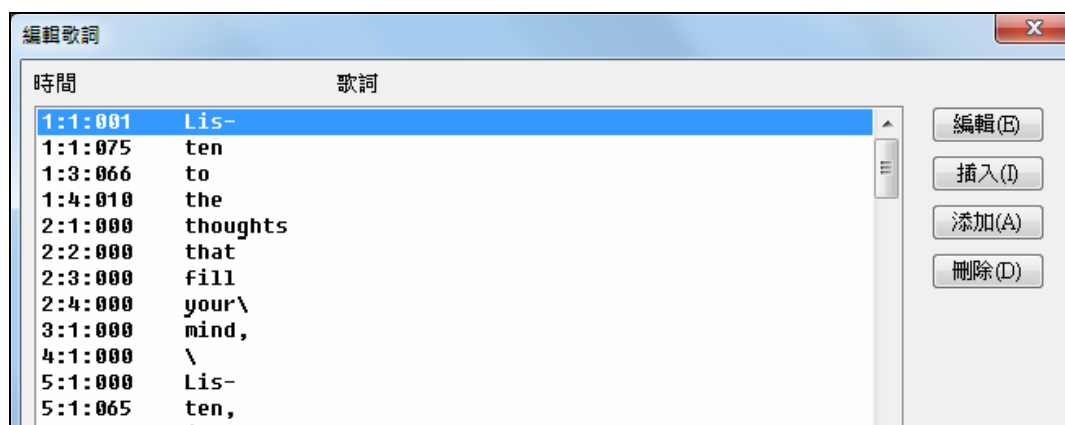 編輯歌詞
時間 歌詞
1:1:001 Lis-
1:1:075 ten
1:3:066 to
1:4:010 the
2:1:000 thoughts
2:2:000 that
2:3:000 fill
2:4:000 your\
3:1:000 mind,
4:1:000 \
5:1:000 Lis-
5:1:065 ten,
編輯(E)
插入(I)
添加(A)
刪除(D)